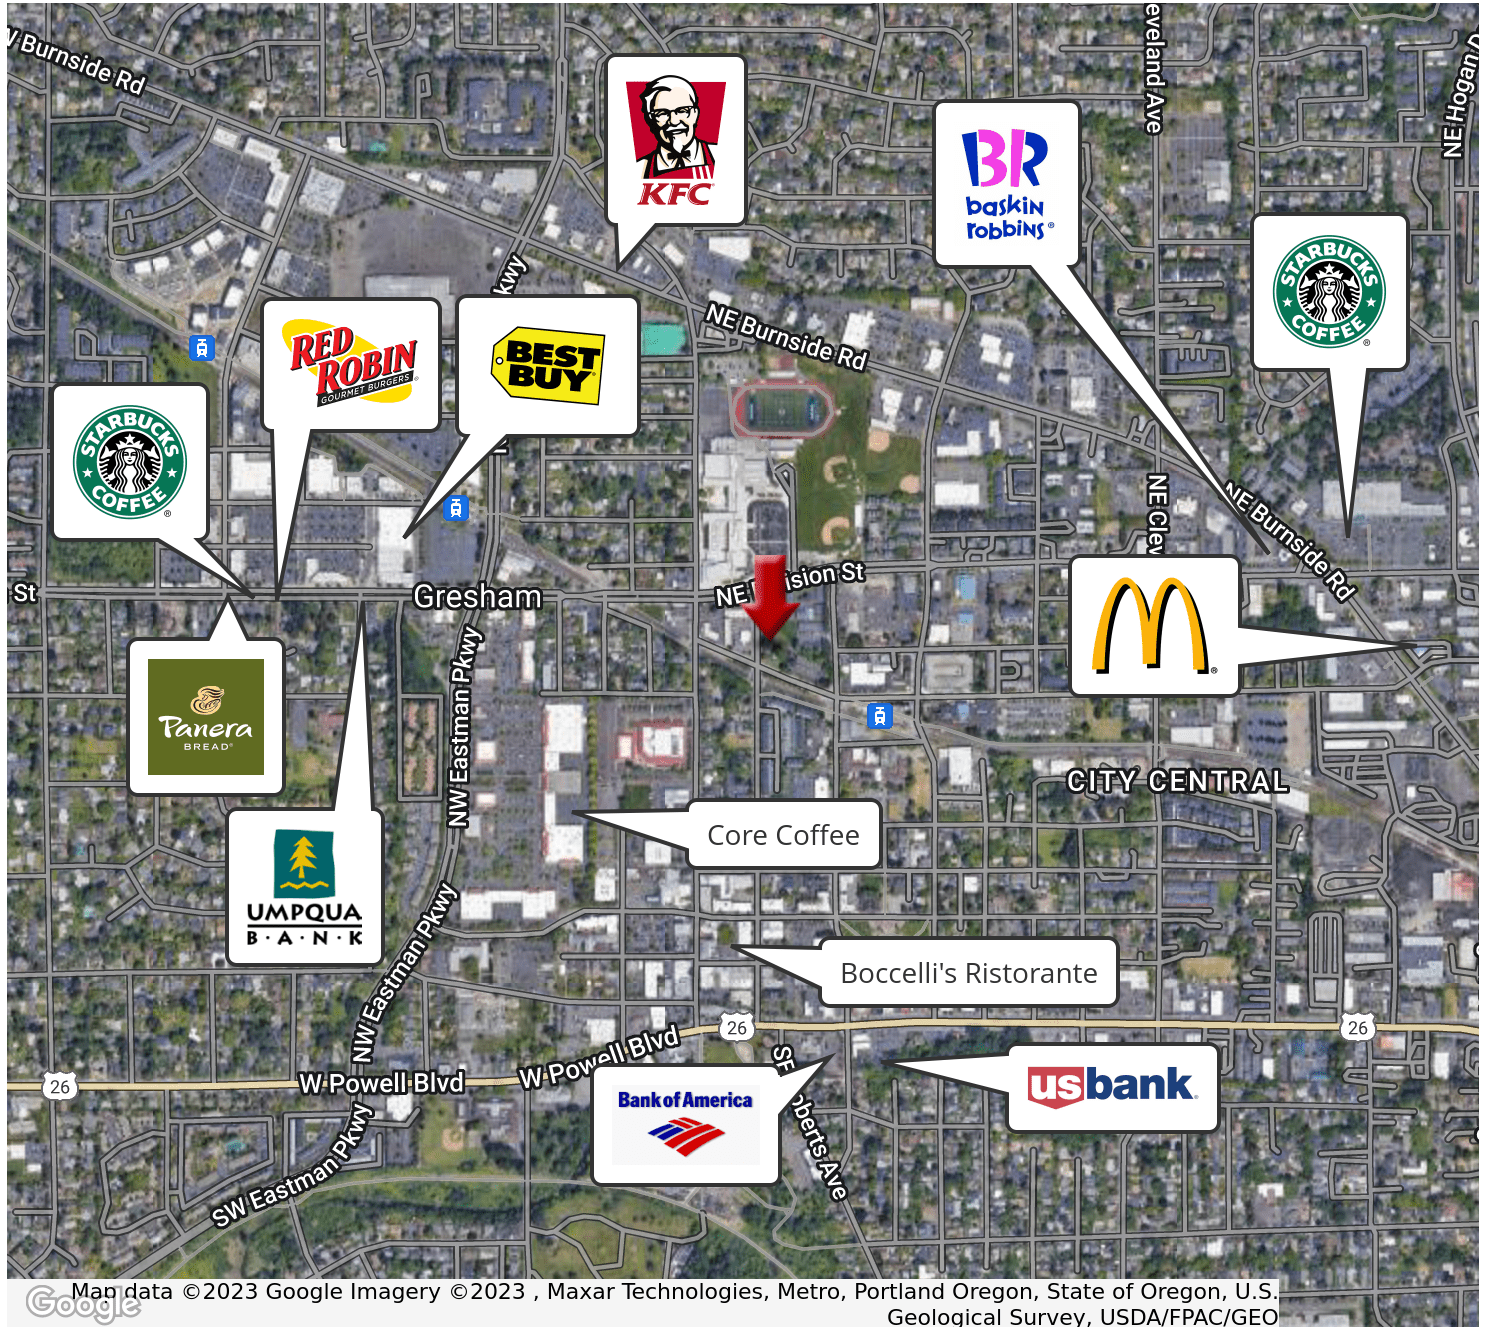 W Burnside Rd
eveland Ave
NE Hogan D
KFC
BR
baskin
robbins®
STARBUCKS
COFFEE
®
kwy
NE Burnside Rd
RED
ROBIN
GOURMET BURGERS
BEST
BUY
STARBUCKS
COFFEE
®
NE Clev
NE Burnside Rd
St
Gresham
NE
ision St
Panera
BREAD®
NW Eastman Pkwy
®
CITY CENTRAL
Core Coffee
UMPQUA
B·A·N·K
NW Eastman Pkwy
Boccelli's Ristorante
26
26
26
W Powell Blvd
W Powell Blvd
SE
oberts Ave
Bank of America
usbank
SW Eastman Pkwy
Google
Map data ©2023 Google Imagery ©2023 , Maxar Technologies, Metro, Portland Oregon, State of Oregon, U.S.
Geological Survey, USDA/FPAC/GEO